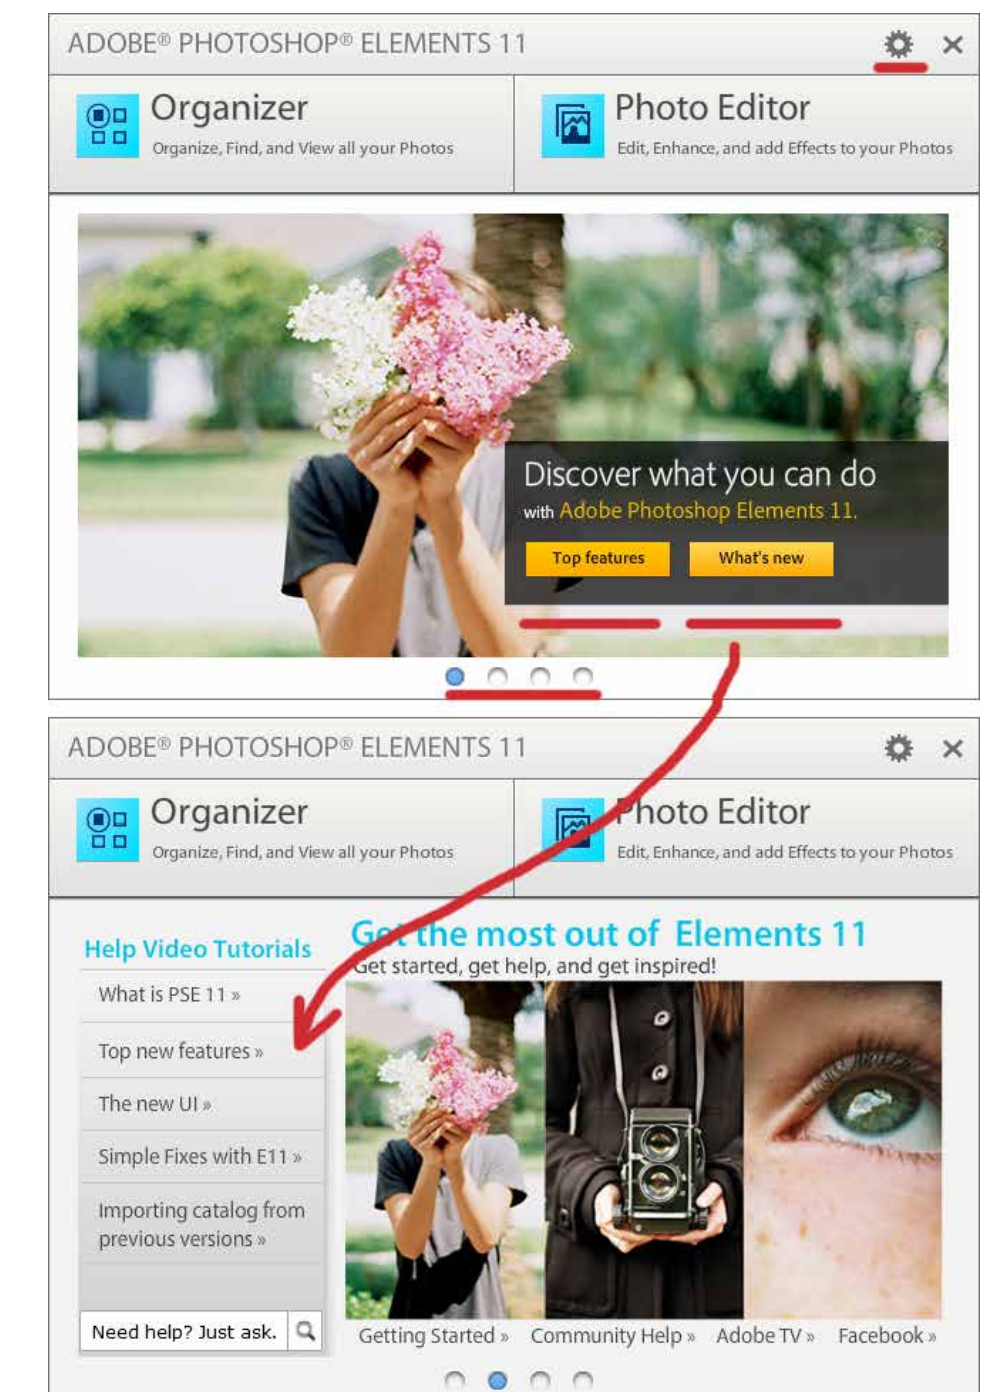 ADOBE® PHOTOSHOP® ELEMENTS 11
Organizer
Organize, Find, and View all your Photos
Photo Editor
Edit, Enhance, and add Effects to your Photos
Discover what you can do
with Adobe Photoshop Elements 11.
Top features
What's new
ADOBE® PHOTOSHOP® ELEMENTS 11
Organizer
Organize, Find, and View all your Photos
Photo Editor
Edit, Enhance, and add Effects to your Photos
Help Video Tutorials
What is PSE 11 »
Top new features »
The new UI »
Simple Fixes with E11 »
Importing catalog from
previous versions »
Need help? Just ask.
Get the most out of Elements 11
Get started, get help, and get inspired!
Getting Started »
Community Help »
Adobe TV »
Facebook »